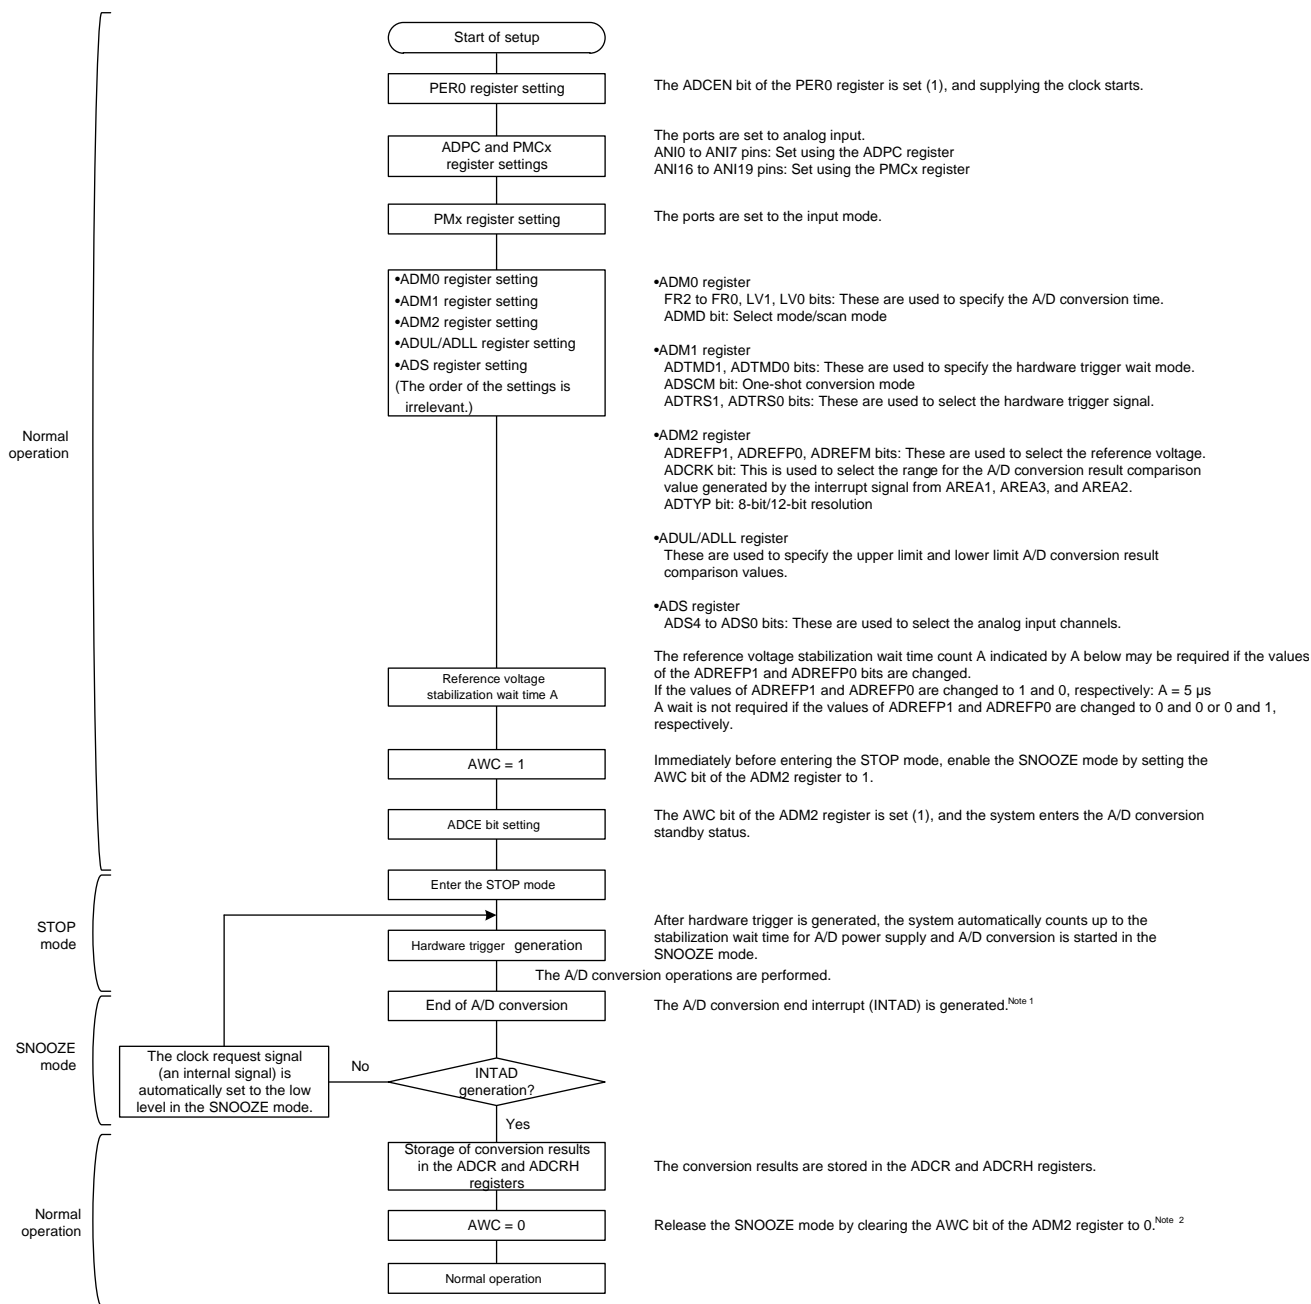 Start of setup
PER0 register setting
The ADCEN bit of the PER0 register is set (1), and supplying the clock starts.
ADPC and PMCx
register settings
The ports are set to analog input.
ANI0 to ANI7 pins: Set using the ADPC register
ANI16 to ANI19 pins: Set using the PMCx register
PMx register setting
The ports are set to the input mode.
•ADM0 register setting
•ADM1 register setting
•ADM2 register setting
•ADUL/ADLL register setting
•ADS register setting
(The order of the settings is
irrelevant.)
•ADM0 register
FR2 to FR0, LV1, LV0 bits: These are used to specify the A/D conversion time.
ADMD bit: Select mode/scan mode
•ADM1 register
ADTMD1, ADTMD0 bits: These are used to specify the hardware trigger wait mode.
ADSCM bit: One-shot conversion mode
ADTRS1, ADTRS0 bits: These are used to select the hardware trigger signal.
•ADM2 register
ADREFP1, ADREFP0, ADREFM bits: These are used to select the reference voltage.
ADCRK bit: This is used to select the range for the A/D conversion result comparison
value generated by the interrupt signal from AREA1, AREA3, and AREA2.
ADTYP bit: 8-bit/12-bit resolution
•ADUL/ADLL register
These are used to specify the upper limit and lower limit A/D conversion result
comparison values.
•ADS register
ADS4 to ADS0 bits: These are used to select the analog input channels.
Normal
operation
Reference voltage
stabilization wait time A
The reference voltage stabilization wait time count A indicated by A below may be required if the values
of the ADREFP1 and ADREFP0 bits are changed.
If the values of ADREFP1 and ADREFP0 are changed to 1 and 0, respectively: A = 5 µs
A wait is not required if the values of ADREFP1 and ADREFP0 are changed to 0 and 0 or 0 and 1,
respectively.
AWC = 1
Immediately before entering the STOP mode, enable the SNOOZE mode by setting the
AWC bit of the ADM2 register to 1.
ADCE bit setting
The AWC bit of the ADM2 register is set (1), and the system enters the A/D conversion
standby status.
Enter the STOP mode
STOP
mode
Hardware trigger generation
After hardware trigger is generated, the system automatically counts up to the
stabilization wait time for A/D power supply and A/D conversion is started in the
SNOOZE mode.
The A/D conversion operations are performed.
End of A/D conversion
The A/D conversion end interrupt (INTAD) is generated.Note 1
SNOOZE
mode
The clock request signal
(an internal signal) is
automatically set to the low
level in the SNOOZE mode.
No
INTAD
generation?
Yes
Storage of conversion results
in the ADCR and ADCRH
registers
The conversion results are stored in the ADCR and ADCRH registers.
Normal
operation
AWC = 0
Release the SNOOZE mode by clearing the AWC bit of the ADM2 register to 0.Note 2
Normal operation